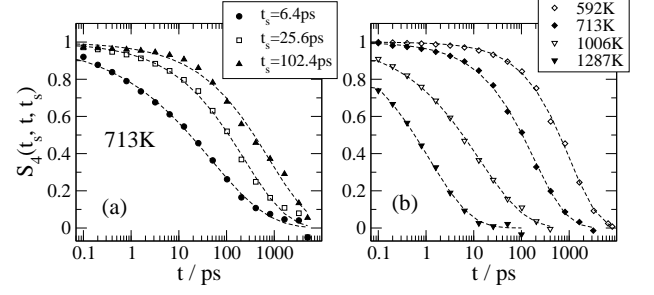 t_s=6.4ps
t_s=25.6ps
t_s=102.4ps
592K
713K
1006K
1287K
S_4(t_s, t, t_s)
1
0.8
0.6
0.4
0.2
0
713K
(a)
(b)
0.1 1 10 100 1000
0.1 1 10 100 1000
t / ps
t / ps